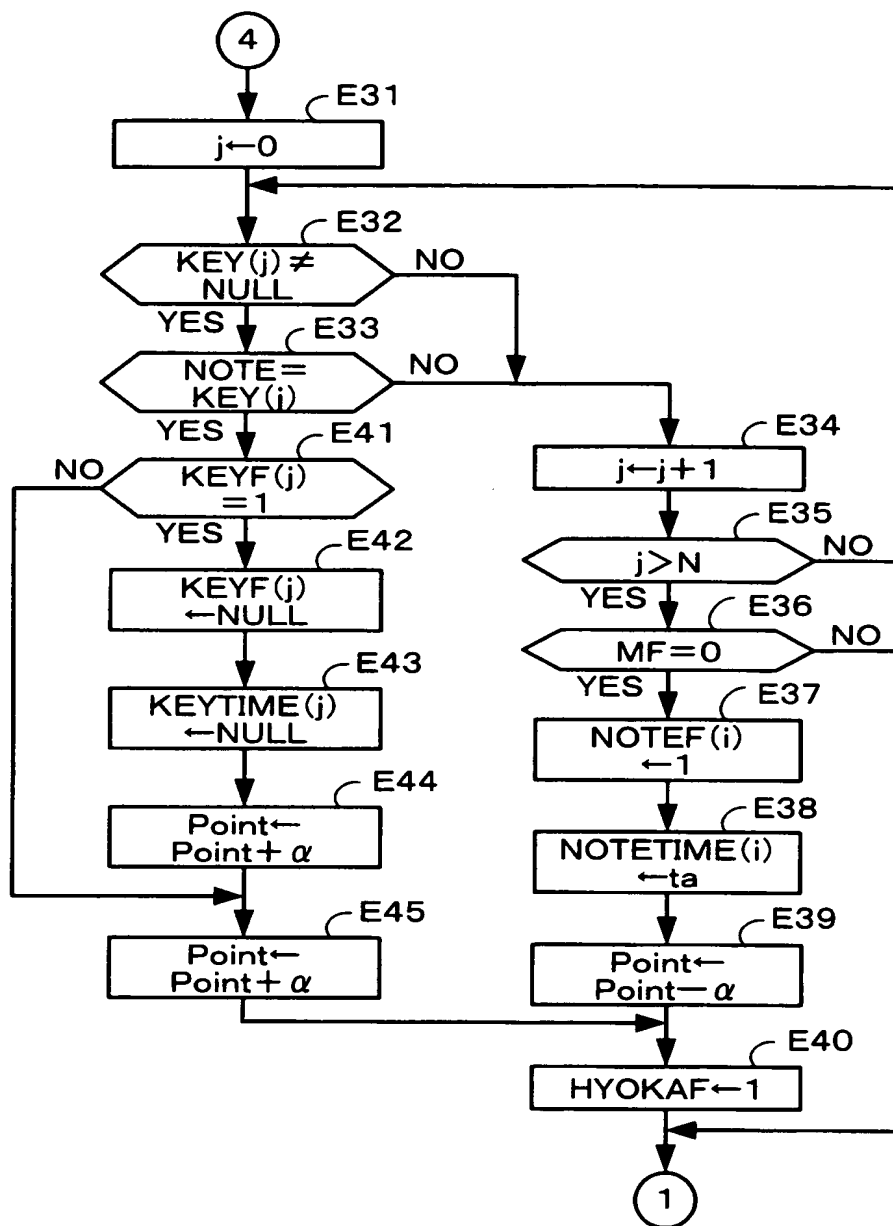 4
E31
j←0
E32
KEY(j)≠
NULL
NO
YES
E33
NOTE=
KEY(j)
NO
YES
E41
NO
KEYF(j)
=1
YES
E42
KEYF(j)
←NULL
E43
KEYTIME(j)
←NULL
E44
Point←
Point+α
E45
Point←
Point+α
E34
j←j+1
E35
j>N
NO
YES
E36
MF=0
NO
YES
E37
NOTEF(i)
←1
E38
NOTETIME(i)
←ta
E39
Point←
Point−α
E40
HYOKAF←1
1